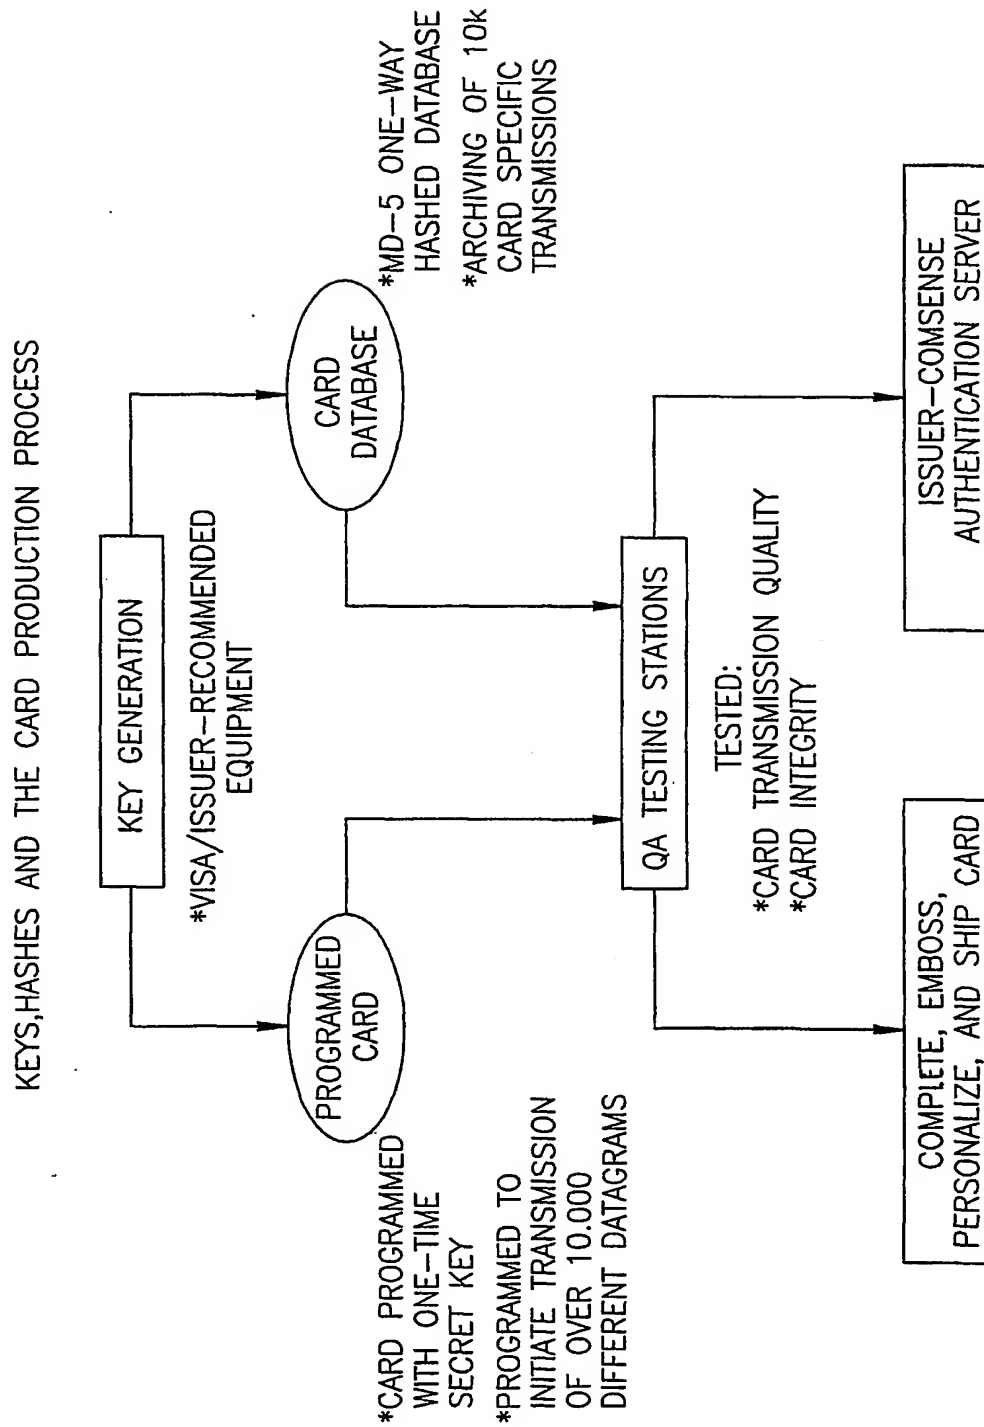 KEYS,HASHES AND THE CARD PRODUCTION PROCESS
KEY GENERATION
*VISA/ISSUER-RECOMMENDED
EQUIPMENT
PROGRAMMED
CARD
*CARD PROGRAMMED
WITH ONE-TIME
SECRET KEY
*PROGRAMMED TO
INITIATE TRANSMISSION
OF OVER 10.000
DIFFERENT DATAGRAMS
CARD
DATABASE
*MD-5 ONE-WAY
HASHED DATABASE
*ARCHIVING OF 10k
CARD SPECIFIC
TRANSMISSIONS
QA TESTING STATIONS
TESTED:
*CARD TRANSMISSION QUALITY
*CARD INTEGRITY
COMPLETE, EMBOSS,
PERSONALIZE, AND SHIP CARD
ISSUER-COMSENSE
AUTHENTICATION SERVER